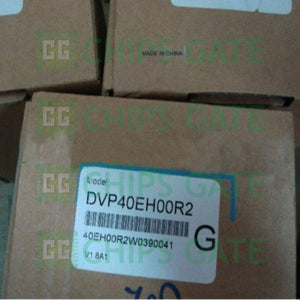 MADE IN CHINA
CHIPS GATE
Model
DVP40EH00R2
40EH00R2W0390041
V1.8A1
G